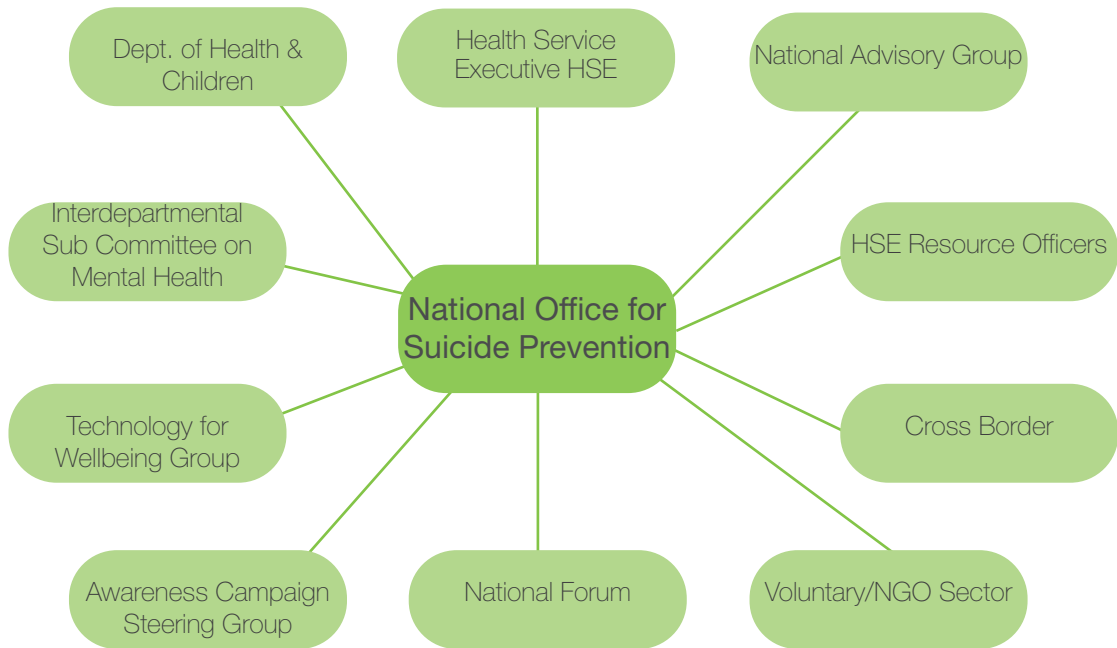 Dept. of Health &
Children
Health Service
Executive HSE
National Advisory Group
Interdepartmental
Sub Committee on
Mental Health
HSE Resource Officers
National Office for
Suicide Prevention
Technology for
Wellbeing Group
Cross Border
Awareness Campaign
Steering Group
National Forum
Voluntary/NGO Sector